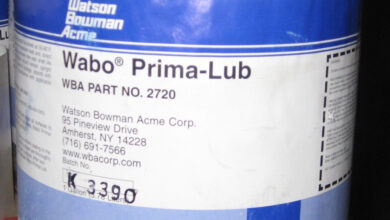 Watson
Bowman
Acme
Wabo® Prima-Lub
WBA PART NO. 2720
Watson Bowman Acme Corp.
95 Pineview Drive
Amherst, NY 14228
(716) 691-7566
www.wbacorp.com
Batch No.
K 3390